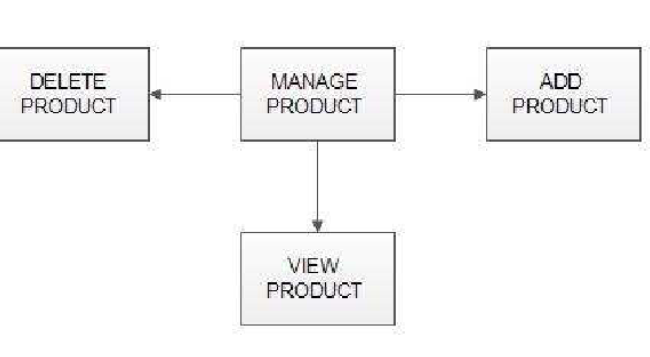 DELETE
PRODUCT
MANAGE
PRODUCT
ADD
PRODUCT
VIEW
PRODUCT